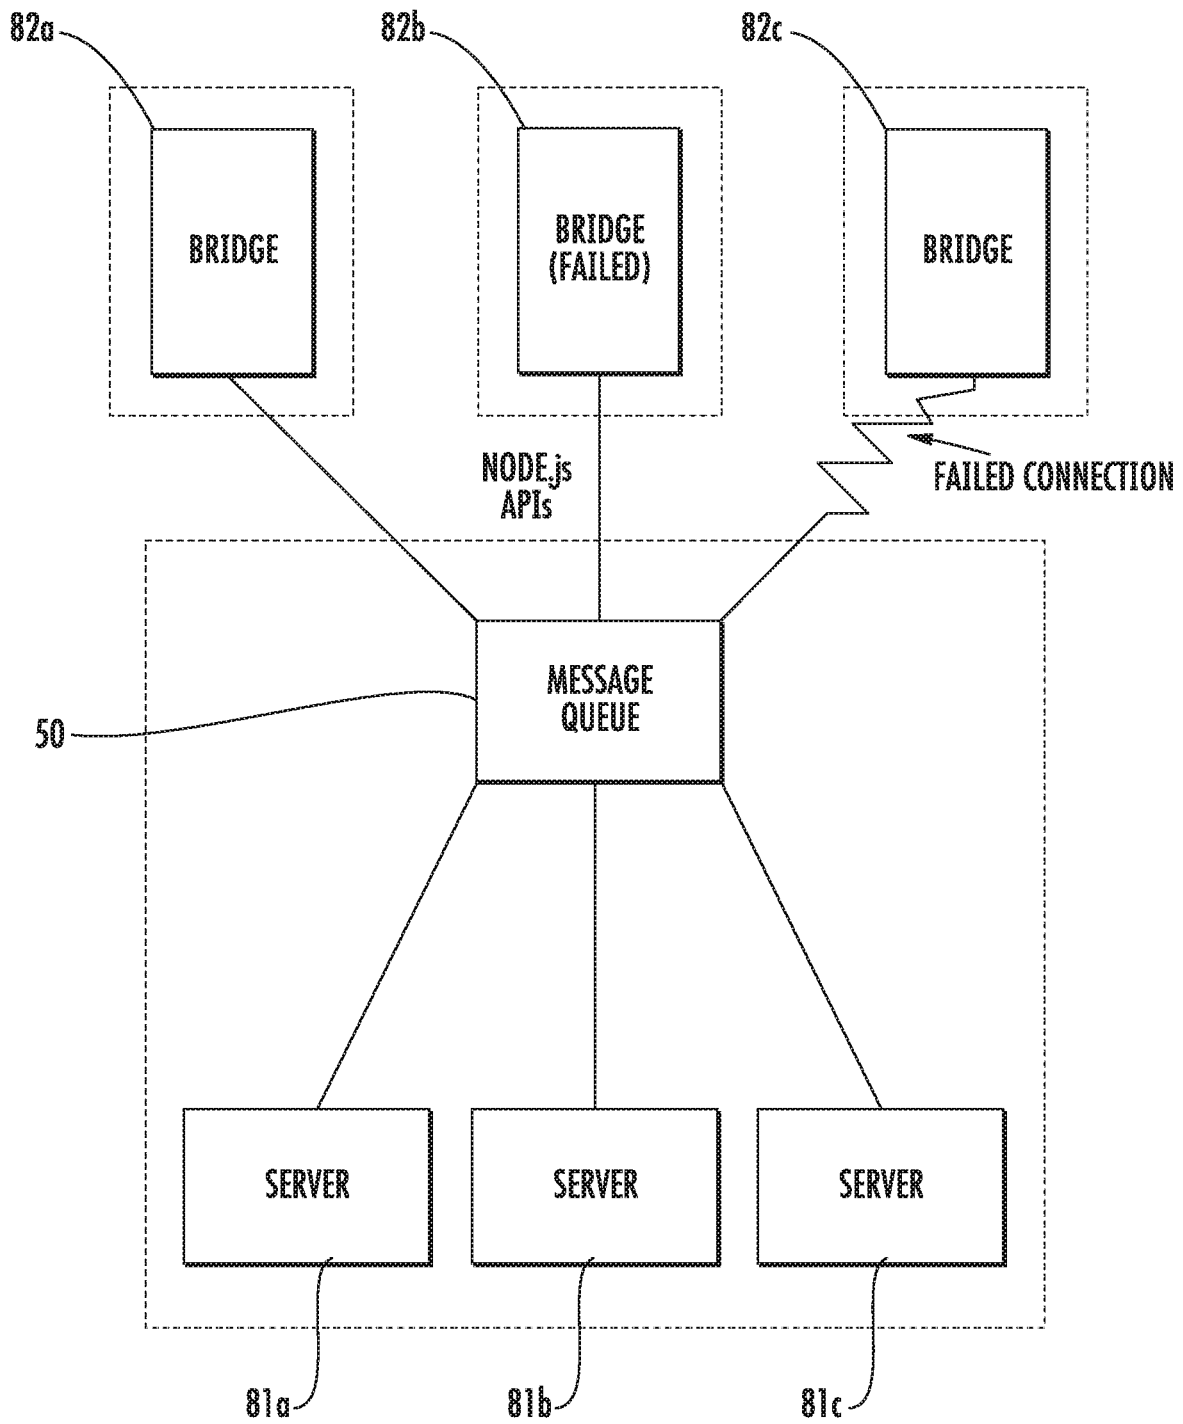 82a
82b
82c
BRIDGE
BRIDGE
(FAILED)
BRIDGE
NODE.js
APIs
FAILED CONNECTION
MESSAGE
QUEUE
50
SERVER
SERVER
SERVER
81a
81b
81c